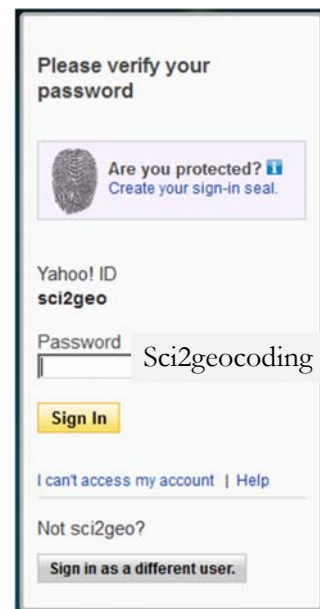 Please verify your
password
Are you protected? i
Create your sign-in seal.
Yahoo! ID
sci2geo
Password
Sci2geocoding
Sign In
I can't access my account | Help
Not sci2geo?
Sign in as a different user.